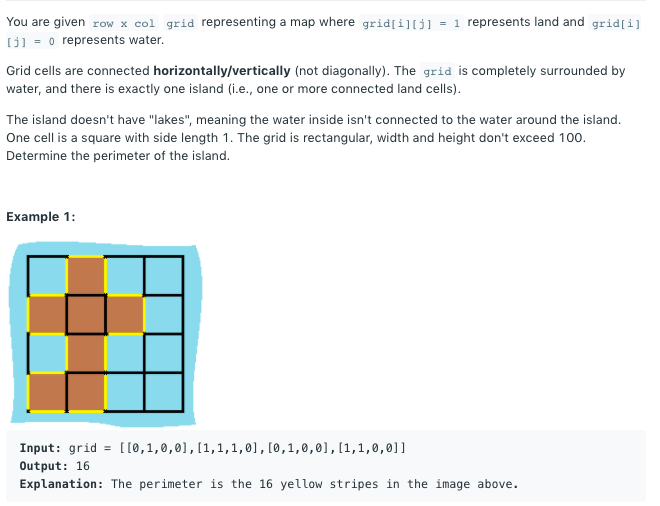 You are given row x col grid representing a map where grid[i][j] = 1 represents land and grid[i]
[j] = 0 represents water.
Grid cells are connected horizontally/vertically (not diagonally). The grid is completely surrounded by
water, and there is exactly one island (i.e., one or more connected land cells).
The island doesn't have "lakes", meaning the water inside isn't connected to the water around the island.
One cell is a square with side length 1. The grid is rectangular, width and height don't exceed 100.
Determine the perimeter of the island.
Example 1:
Input: grid = [[0,1,0,0],[1,1,1,0],[0,1,0,0],[1,1,0,0]]
Output: 16
Explanation: The perimeter is the 16 yellow stripes in the image above.